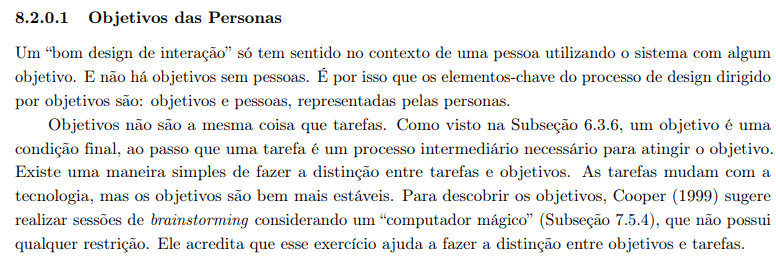 8.2.0.1 Objetivos das Personas
Um “bom design de interação” só tem sentido no contexto de uma pessoa utilizando o sistema com algum
objetivo. E não há objetivos sem pessoas. É por isso que os elementos-chave do processo de design dirigido
por objetivos são: objetivos e pessoas, representadas pelas personas.
Objetivos não são a mesma coisa que tarefas. Como visto na Subseção 6.3.6, um objetivo é uma
condição final, ao passo que uma tarefa é um processo intermediário necessário para atingir o objetivo.
Existe uma maneira simples de fazer a distinção entre tarefas e objetivos. As tarefas mudam com a
tecnologia, mas os objetivos são bem mais estáveis. Para descobrir os objetivos, Cooper (1999) sugere
realizar sessões de brainstorming considerando um “computador mágico” (Subseção 7.5.4), que não possui
qualquer restrição. Ele acredita que esse exercício ajuda a fazer a distinção entre objetivos e tarefas.